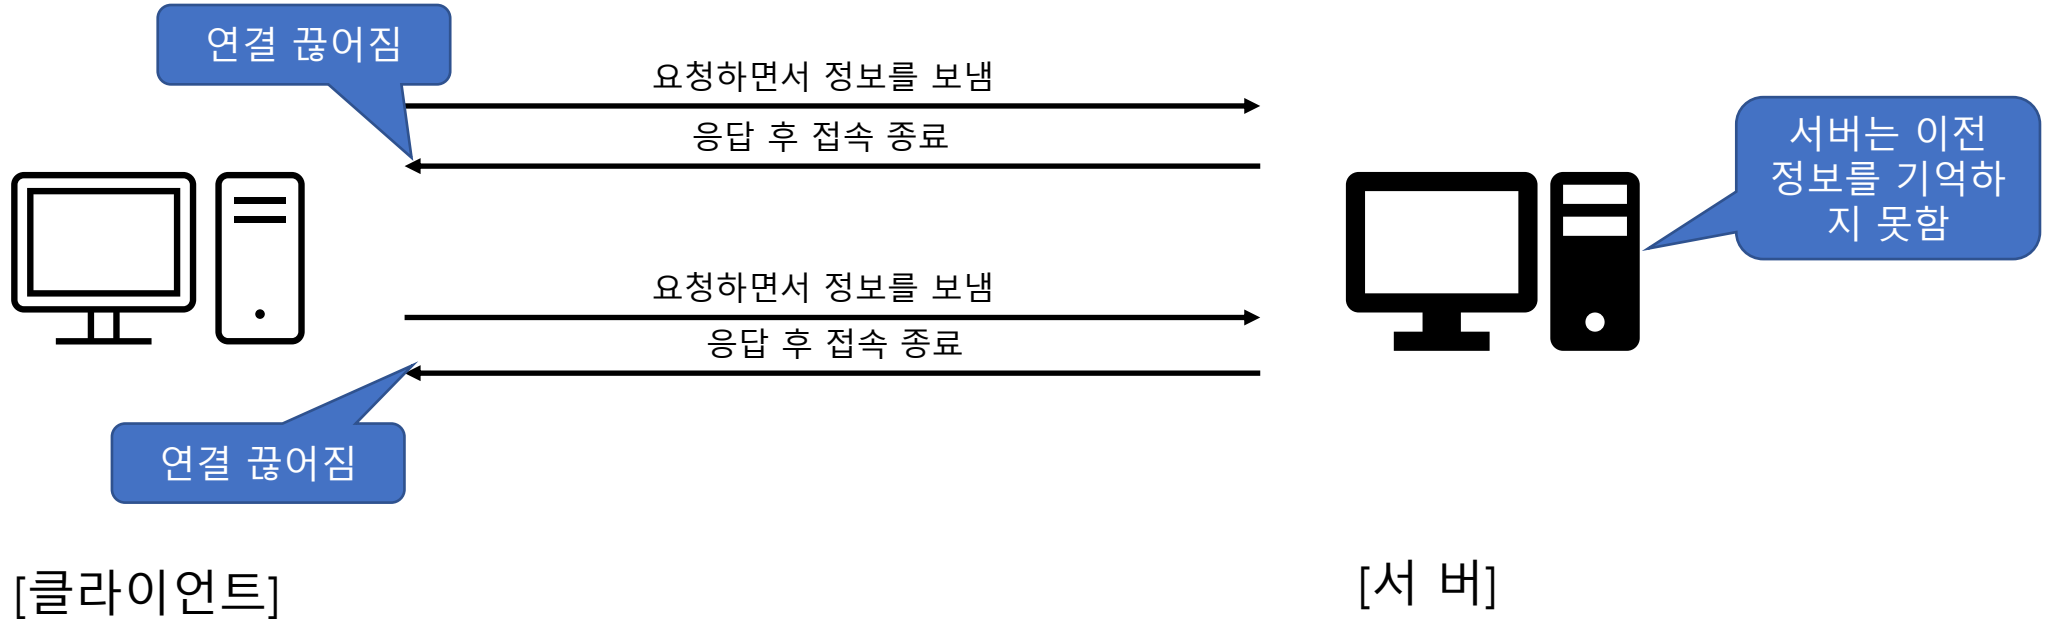 연결 끊어짐
요청하면서 정보를 보냄
응답 후 접속 종료
서버는 이전
정보를 기억하
지 못함
요청하면서 정보를 보냄
응답 후 접속 종료
연결 끊어짐
[클라이언트]
[서 버]